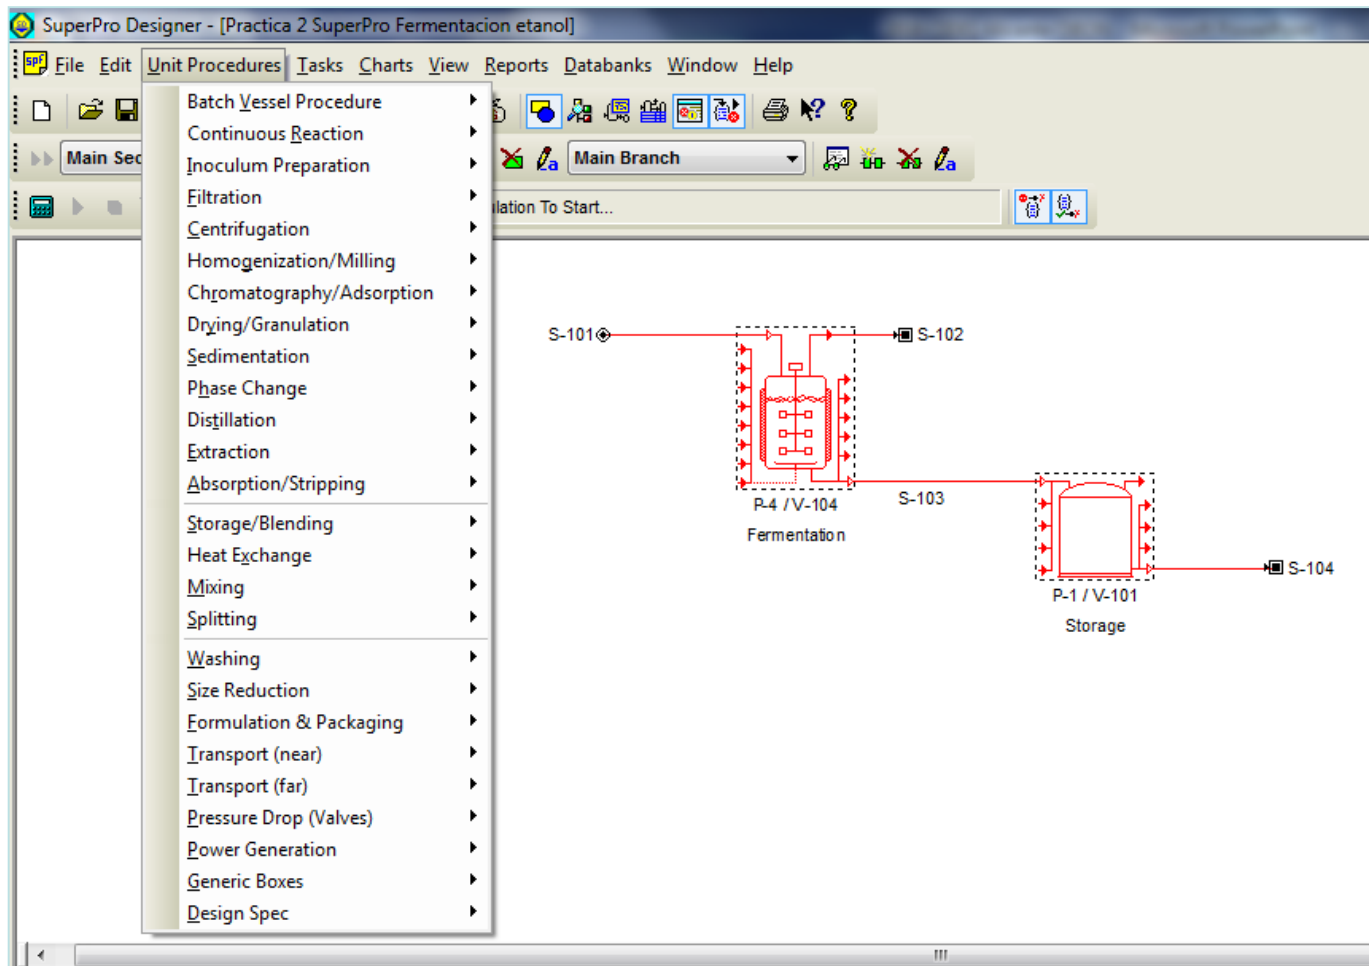 SuperPro Designer - [Practica 2 SuperPro Fermentacion etanol]
spf File Edit Unit Procedures Tasks Charts View Reports Databanks Window Help
Main Sec
Main Branch
To Start...
Batch Vessel Procedure
Continuous Reaction
Inoculum Preparation
Filtration
Centrifugation
Homogenization/Milling
Chromatography/Adsorption
Drying/Granulation
Sedimentation
Phase Change
Distillation
Extraction
Absorption/Stripping
Storage/Blending
Heat Exchange
Mixing
Splitting
Washing
Size Reduction
Formulation & Packaging
Transport (near)
Transport (far)
Pressure Drop (Valves)
Power Generation
Generic Boxes
Design Spec
S-101
S-102
P-4 / V-104
Fermentation
S-103
P-1 / V-101
Storage
S-104